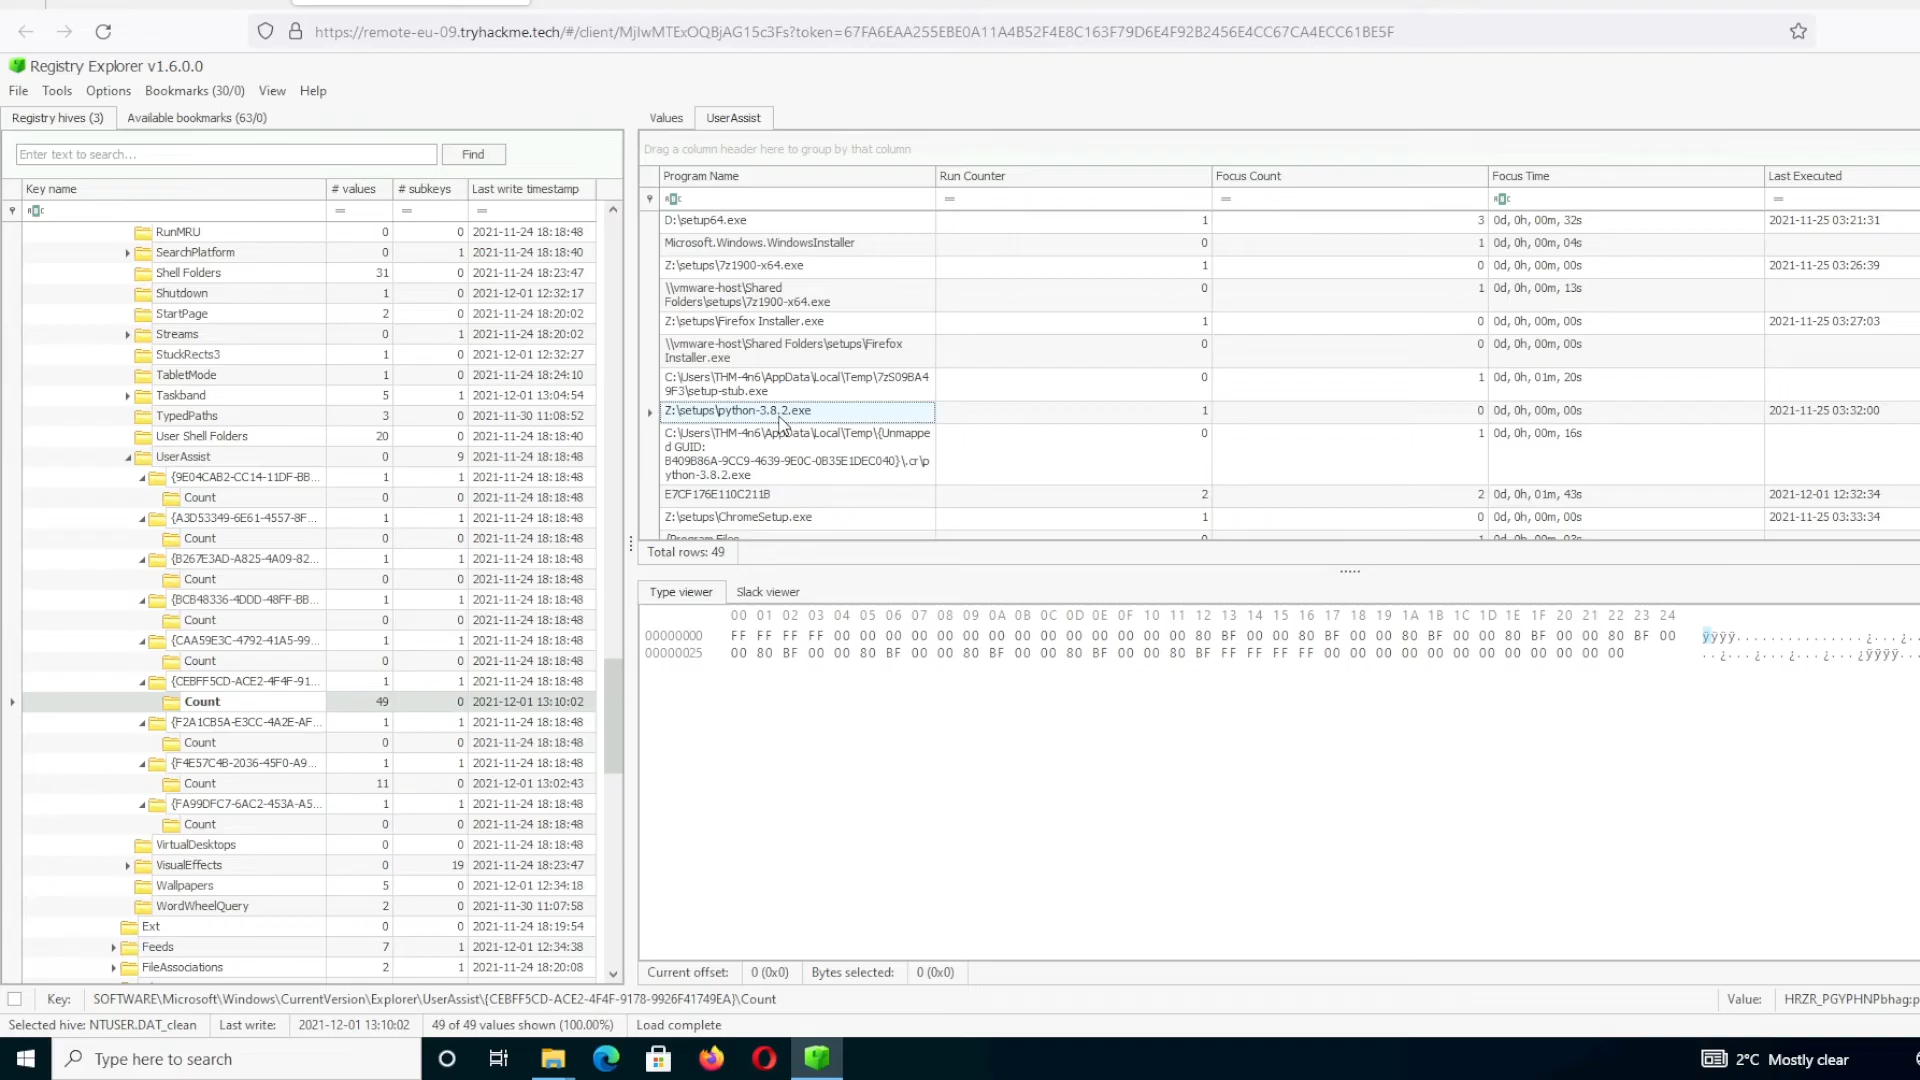 https://remote-eu-09.tryhackme.tech/#/client/MjIwMTExOQBjAG15c3Fs?token=67FA6EAA255EBE0A11A4B52F4E8C163F79D6E4F92B2456E4CC67CA4ECC61BE5F
Registry Explorer v1.6.0.0
File Tools Options Bookmarks (30/0) View Help
Registry hives (3) Available bookmarks (63/0)
Enter text to search... Find
Key name # values # subkeys Last write timestamp
RunMRU 0 0 2021-11-24 18:18:48
SearchPlatform 0 1 2021-11-24 18:18:40
Shell Folders 31 0 2021-11-24 18:23:47
Shutdown 1 0 2021-12-01 12:32:17
StartPage 2 0 2021-11-24 18:20:02
Streams 0 1 2021-11-24 18:20:02
StuckRects3 1 0 2021-12-01 12:32:27
TabletMode 1 0 2021-11-24 18:24:10
Taskband 5 1 2021-12-01 13:04:54
TypedPaths 3 0 2021-11-30 11:08:52
User Shell Folders 20 0 2021-11-24 18:18:40
UserAssist 0 9 2021-11-24 18:18:48
{9E04CAB2-CC14-11DF-BB... 1 1 2021-11-24 18:18:48
Count 0 0 2021-11-24 18:18:48
{A3D53349-6E61-4557-8F... 1 1 2021-11-24 18:18:48
Count 0 0 2021-11-24 18:18:48
{B267E3AD-A825-4A09-82... 1 1 2021-11-24 18:18:48
Count 0 0 2021-11-24 18:18:48
{BCB48336-4DDD-48FF-BB... 1 1 2021-11-24 18:18:48
Count 0 0 2021-11-24 18:18:48
{CAA59E3C-4792-41A5-99... 1 1 2021-11-24 18:18:48
Count 0 0 2021-11-24 18:18:48
{CEBFF5CD-ACE2-4F4F-91... 1 1 2021-11-24 18:18:48
Count 49 0 2021-12-01 13:10:02
{F2A1CB5A-E3CC-4A2E-AF... 1 1 2021-11-24 18:18:48
Count 0 0 2021-11-24 18:18:48
{F4E57C4B-2036-45F0-A9... 1 1 2021-11-24 18:18:48
Count 11 0 2021-12-01 13:02:43
{FA99DFC7-6AC2-453A-A5... 1 1 2021-11-24 18:18:48
Count 0 0 2021-11-24 18:18:48
VirtualDesktops 0 0 2021-11-24 18:18:48
VisualEffects 0 19 2021-11-24 18:23:47
Wallpapers 5 0 2021-12-01 12:34:18
WordWheelQuery 2 0 2021-11-30 11:07:58
Ext 0 0 2021-11-24 18:19:54
Feeds 7 1 2021-12-01 12:34:38
FileAssociations 2 1 2021-11-24 18:20:08
Values UserAssist
Drag a column header here to group by that column
Program Name Run Counter Focus Count Focus Time Last Executed
D:\setup64.exe 1 3 0d, 0h, 00m, 32s 2021-11-25 03:21:31
Microsoft.Windows.WindowsInstaller 0 1 0d, 0h, 00m, 04s
Z:\setups\7z1900-x64.exe 1 0 0d, 0h, 00m, 00s 2021-11-25 03:26:39
\\vmware-host\Shared 0 1 0d, 0h, 00m, 13s
Folders\setups\7z1900-x64.exe
Z:\setups\Firefox Installer.exe 1 0 0d, 0h, 00m, 00s 2021-11-25 03:27:03
\\vmware-host\Shared Folders\setups\Firefox 0 0d, 0h, 00m, 00s
Installer.exe
C:\Users\THM-4n6\AppData\Local\Temp\7zS09BA4 0 1 0d, 0h, 01m, 20s
9F3\setup-stub.exe
Z:\setups\python-3.8.2.exe 1 0 0d, 0h, 00m, 00s 2021-11-25 03:32:00
C:\Users\THM-4n6\AppData\Local\Temp\{Unmappe 0 1 0d, 0h, 00m, 16s
d GUID:
B409B86A-9CC9-4639-9E0C-0B35E1DEC040}\.cr\p
ython-3.8.2.exe
E7CF176E110C211B 2 2 0d, 0h, 01m, 43s 2021-12-01 12:32:34
Z:\setups\ChromeSetup.exe 1 0 0d, 0h, 00m, 00s 2021-11-25 03:33:34
{Program Files 0 1 0d, 0h, 00m, 03s
Total rows: 49
Type viewer Slack viewer
00 01 02 03 04 05 06 07 08 09 0A 0B 0C 0D 0E 0F 10 11 12 13 14 15 16 17 18 19 1A 1B 1C 1D 1E 1F 20 21 22 23 24
00000000 FF FF FF FF 00 00 00 00 00 00 00 00 00 00 00 00 00 00 80 BF 00 00 80 BF 00 00 80 BF 00 00 80 BF 00 00 80 BF 00 ÿÿÿÿ..............¿...¿..
00000025 00 80 BF 00 00 80 BF 00 00 80 BF 00 00 80 BF 00 00 80 BF FF FF FF FF 00 00 00 00 00 00 00 00 00 00 00 00 ..¿...¿...¿...¿...¿ÿÿÿÿ...
Current offset: 0 (0x0) Bytes selected: 0 (0x0)
Key: SOFTWARE\Microsoft\Windows\CurrentVersion\Explorer\UserAssist\{CEBFF5CD-ACE2-4F4F-9178-9926F41749EA}\Count Value: HRZR_PGYPHNPbhag:p
Selected hive: NTUSER.DAT_clean Last write: 2021-12-01 13:10:02 49 of 49 values shown (100.00%) Load complete
Type here to search 2°C Mostly clear